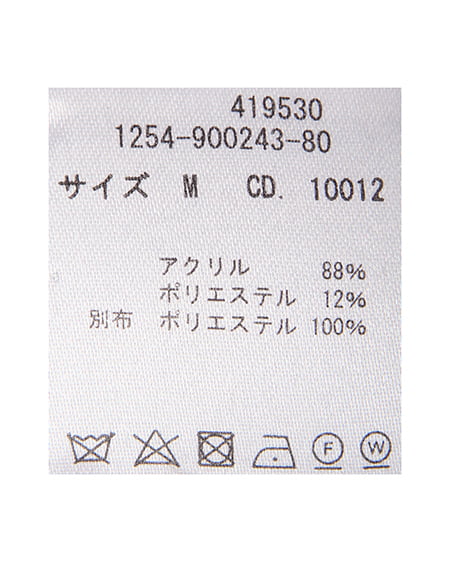 419530
1254-900243-80
サイズ M CD. 10012
アクリル 88%
ポリエステル 12%
別布 ポリエステル 100%
F W